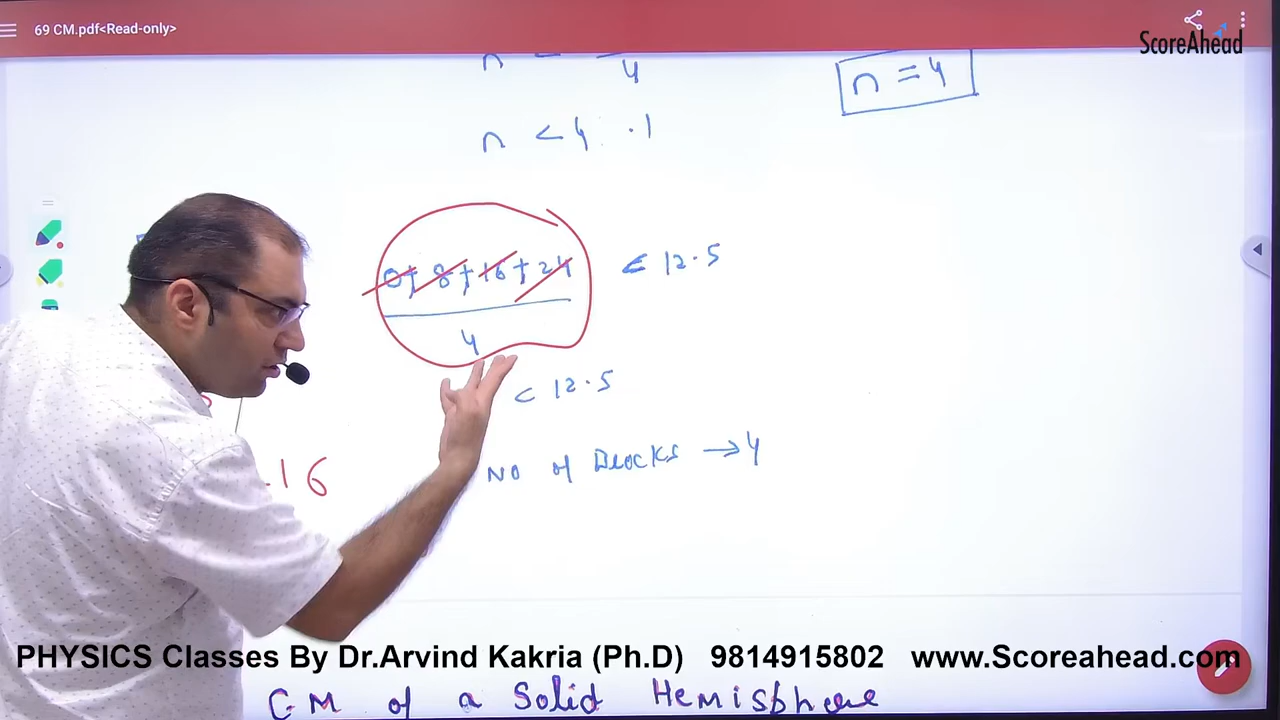 69 CM.pdf<Read-only>
ScoreAhead
n
4
n = 4
n < 4 .1
0 + 8 + 16 + 24 < 12.5
4
< 12.5
16
No of Blocks → 4
PHYSICS Classes By Dr.Arvind Kakria (Ph.D) 9814915802 www.Scoreahead.com
CM of a Solid Hemisphere